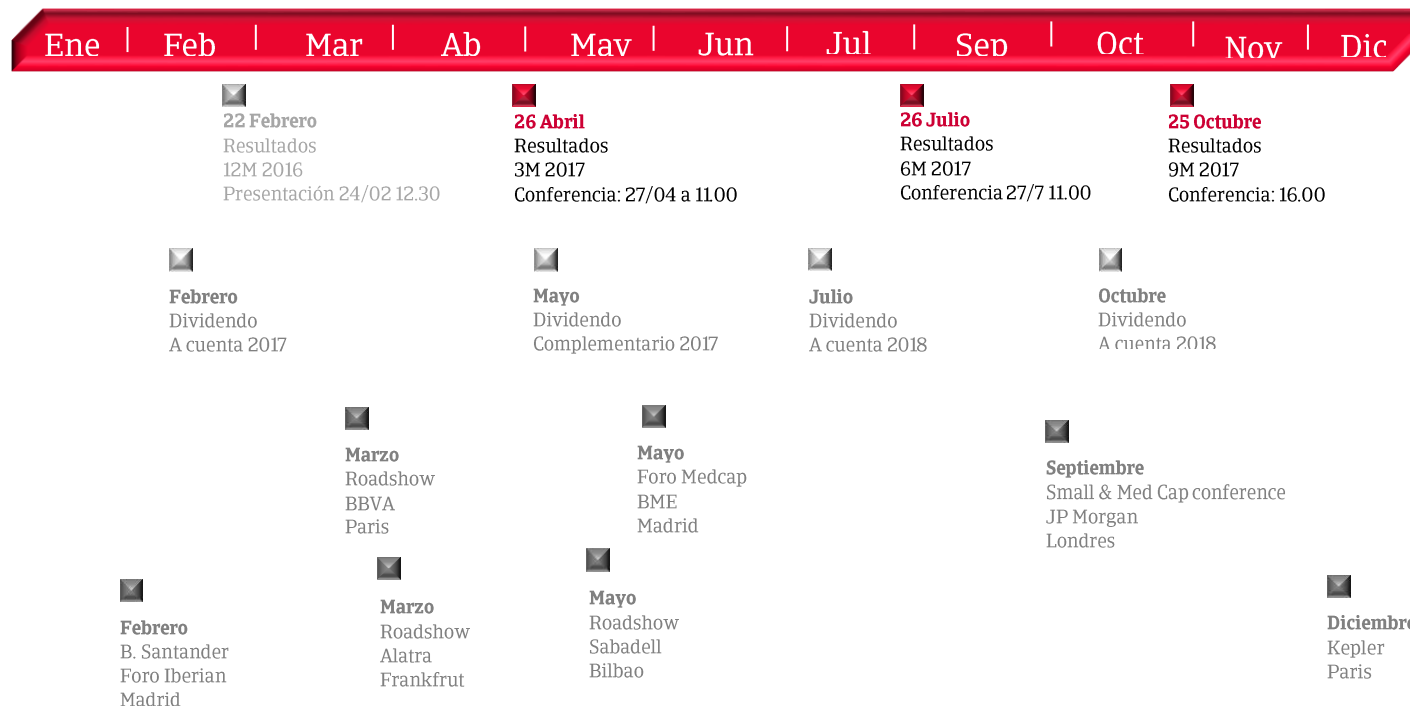 Ene | Feb | Mar | Ab | May | Jun | Jul | Sep | Oct | Nov | Dic
22 Febrero
Resultados
12M 2016
Presentación 24/02 12.30
26 Abril
Resultados
3M 2017
Conferencia: 27/04 a 11.00
26 Julio
Resultados
6M 2017
Conferencia 27/7 11.00
25 Octubre
Resultados
9M 2017
Conferencia: 16.00
Febrero
Dividendo
A cuenta 2017
Mayo
Dividendo
Complementario 2017
Julio
Dividendo
A cuenta 2018
Octubre
Dividendo
A cuenta 2018
Marzo
Roadshow
BBVA
Paris
Mayo
Foro Medcap
BME
Madrid
Septiembre
Small & Med Cap conference
JP Morgan
Londres
Febrero
B. Santander
Foro Iberian
Madrid
Marzo
Roadshow
Alatra
Frankfrut
Mayo
Roadshow
Sabadell
Bilbao
Diciembre
Kepler
Paris